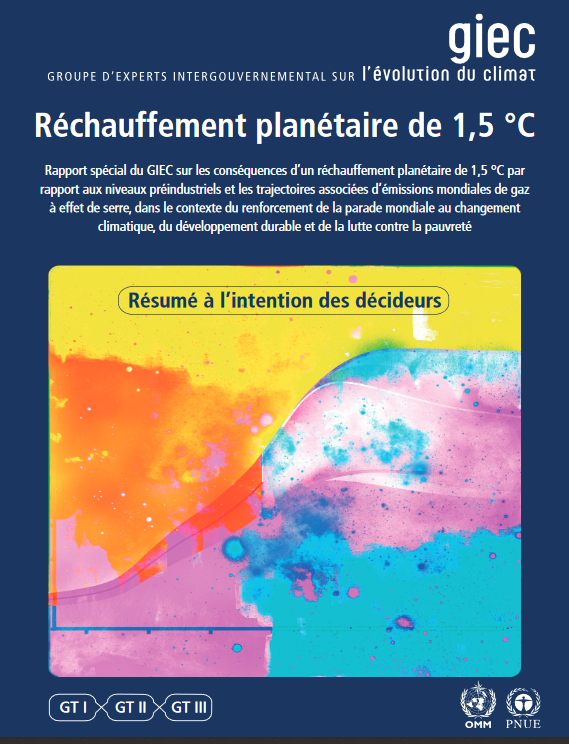 giec
GROUPE D'EXPERTS INTERGOUVERNEMENTAL SUR l'évolution du climat
Réchauffement planétaire de 1,5 °C
Rapport spécial du GIEC sur les conséquences d'un réchauffement planétaire de 1,5 ºC par
rapport aux niveaux préindustriels et les trajectoires associées d'émissions mondiales de gaz
à effet de serre, dans le contexte du renforcement de la parade mondiale au changement
climatique, du développement durable et de la lutte contre la pauvreté
Résumé à l'intention des décideurs
GT I GT II GT III
OMM PNUE